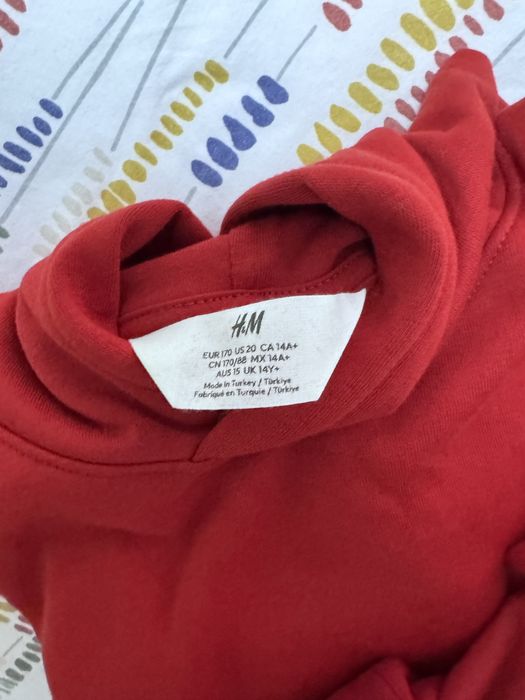 H&M
EUR 170 US 20 CA 14A+
CN 170/88 MX 14A+
AUS 15 UK 14Y+
Made in Turkey / Türkiye
Fabriqué en Turquie / Türkiye